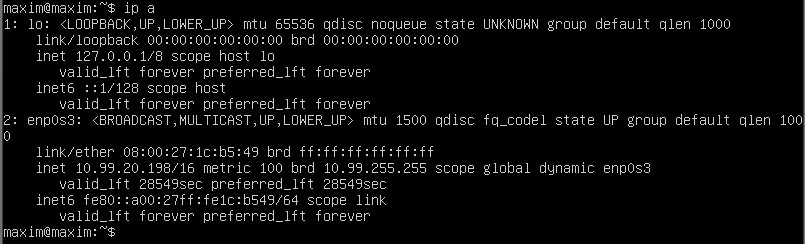 maxim@maxim:~$ ip a
1: lo: <LOOPBACK,UP,LOWER_UP> mtu 65536 qdisc noqueue state UNKNOWN group default qlen 1000
    link/loopback 00:00:00:00:00:00 brd 00:00:00:00:00:00
    inet 127.0.0.1/8 scope host lo
       valid_lft forever preferred_lft forever
    inet6 ::1/128 scope host
       valid_lft forever preferred_lft forever
2: enp0s3: <BROADCAST,MULTICAST,UP,LOWER_UP> mtu 1500 qdisc fq_codel state UP group default qlen 100
0
    link/ether 08:00:27:1c:b5:49 brd ff:ff:ff:ff:ff:ff
    inet 10.99.20.198/16 metric 100 brd 10.99.255.255 scope global dynamic enp0s3
       valid_lft 28549sec preferred_lft 28549sec
    inet6 fe80::a00:27ff:fe1c:b549/64 scope link
       valid_lft forever preferred_lft forever
maxim@maxim:~$